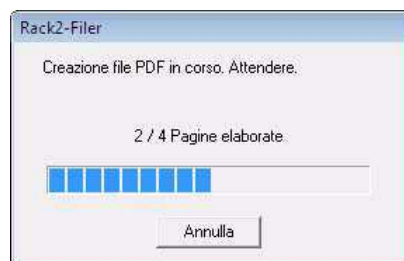 Rack2-Filer
Creazione file PDF in corso. Attendere.
2 / 4 Pagine elaborate
Annulla